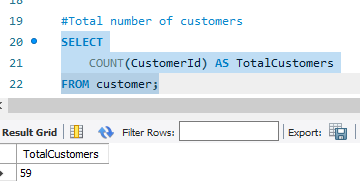 18
19 #Total number of customers
20 SELECT
21 COUNT(CustomerId) AS TotalCustomers
22 FROM customer;
Result Grid Filter Rows: Export:
TotalCustomers
59